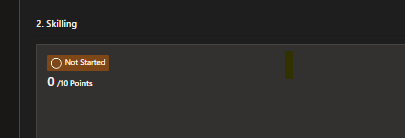 2. Skilling
Not Started
0 /10 Points